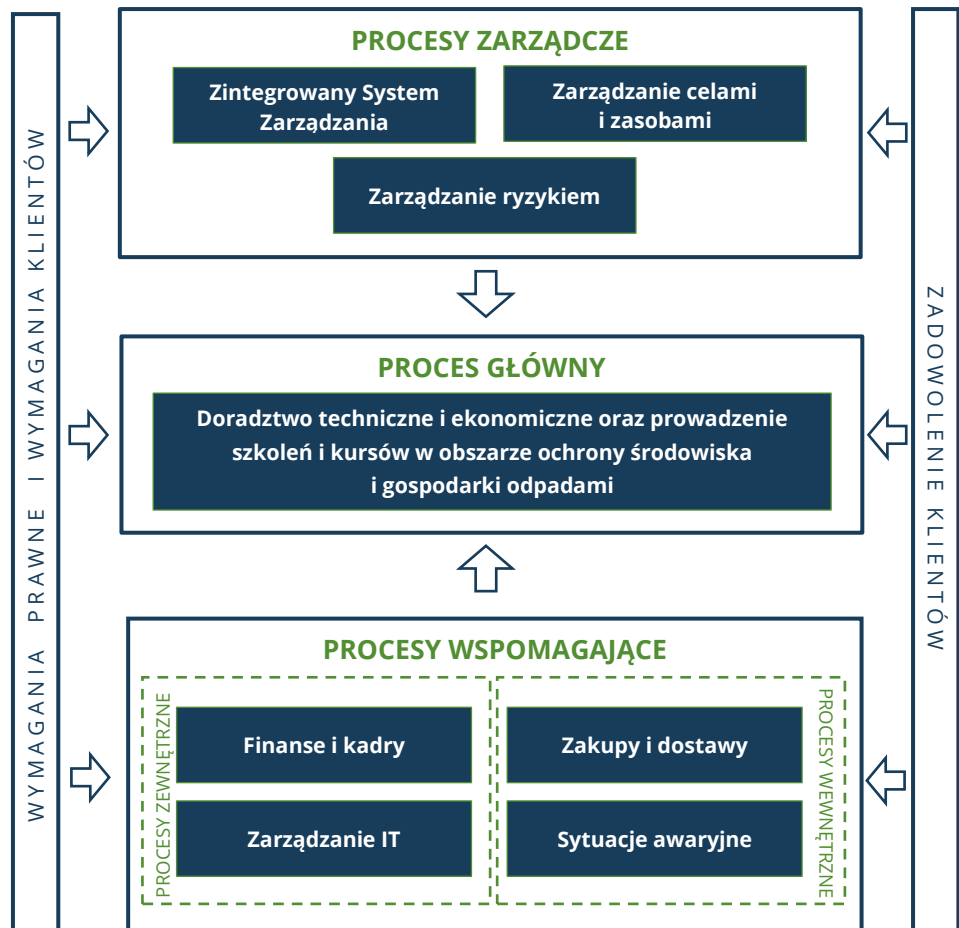 WYMAGANIA PRAWNE I WYMAGANIA KLIENTÓW
PROCESY ZARZĄDCZE
Zintegrowany System
Zarządzania
Zarządzanie celami
i zasobami
Zarządzanie ryzykiem
PROCES GŁÓWNY
Doradztwo techniczne i ekonomiczne oraz prowadzenie
szkoleń i kursów w obszarze ochrony środowiska
i gospodarki odpadami
PROCESY WSPOMAGAJĄCE
PROCESY ZEWNĘTRZNE
Finanse i kadry
Zarządzanie IT
Zakupy i dostawy
Sytuacje awaryjne
PROCESY WEWNĘTRZNE
ZADOWOLENIE KLIENTÓW